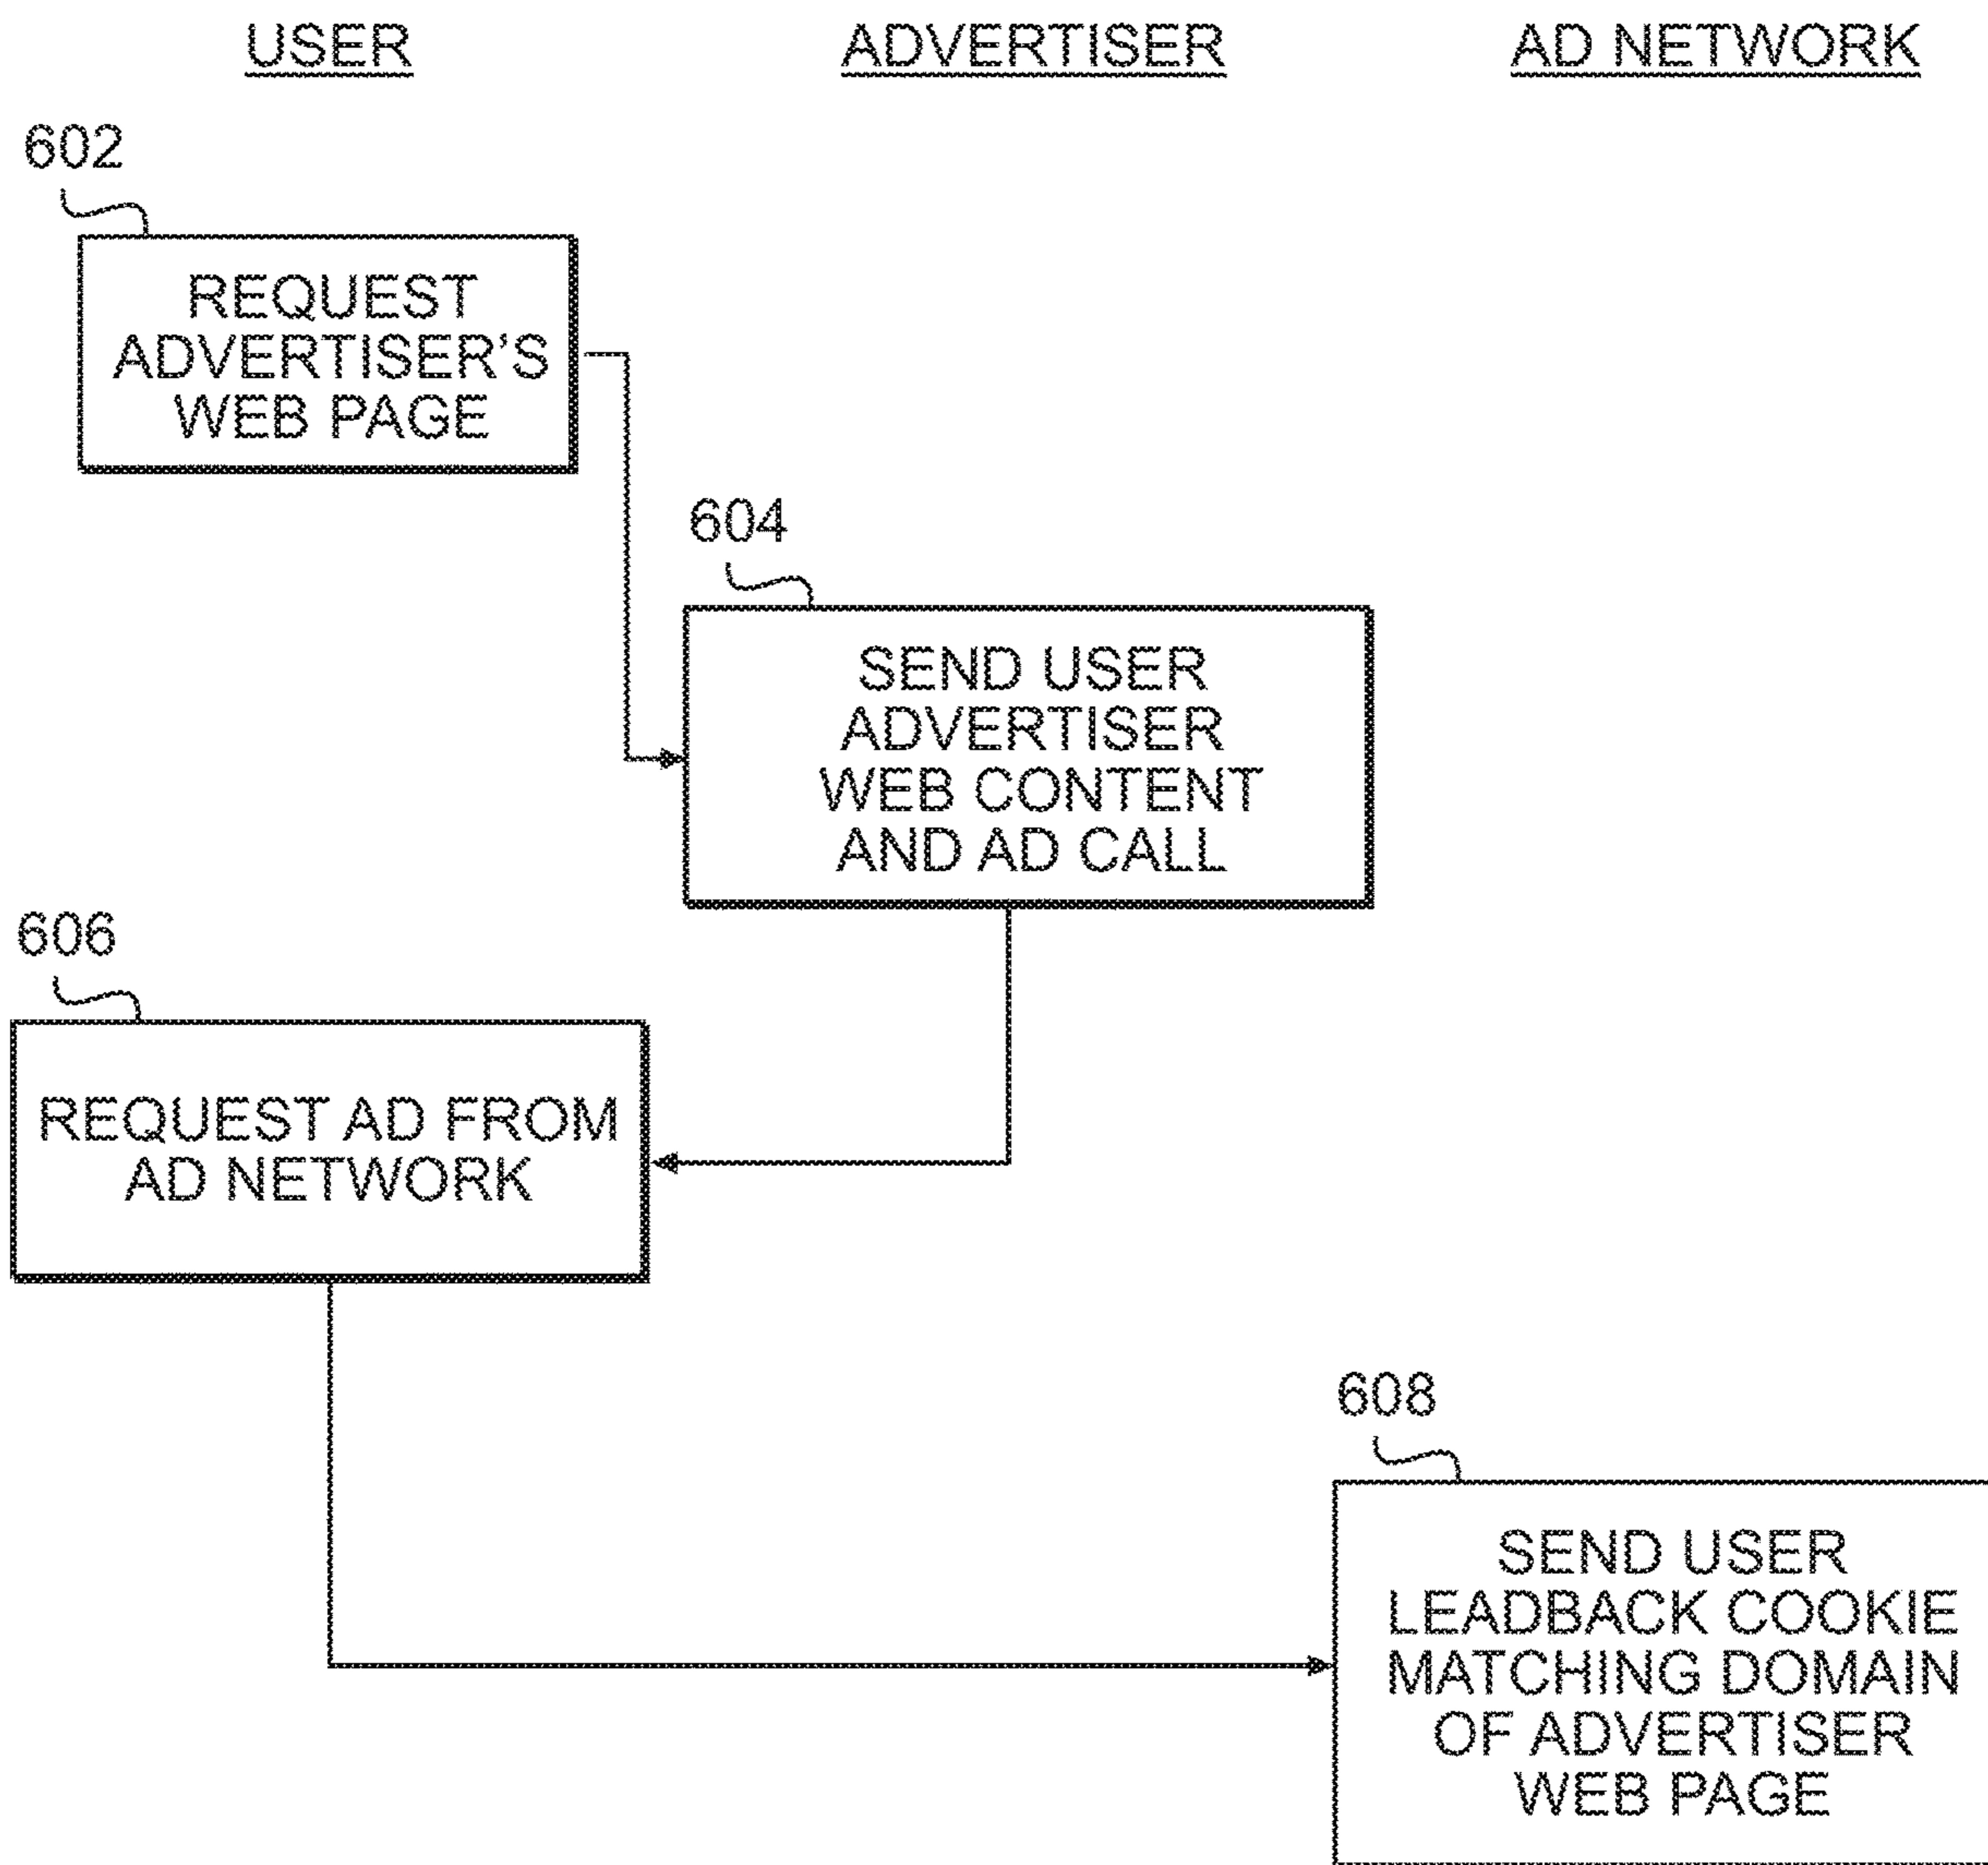 USER
ADVERTISER
AD NETWORK
602
REQUEST
ADVERTISER'S
WEB PAGE
604
SEND USER
ADVERTISER
WEB CONTENT
AND AD CALL
606
REQUEST AD FROM
AD NETWORK
608
SEND USER
LEADBACK COOKIE
MATCHING DOMAIN
OF ADVERTISER
WEB PAGE